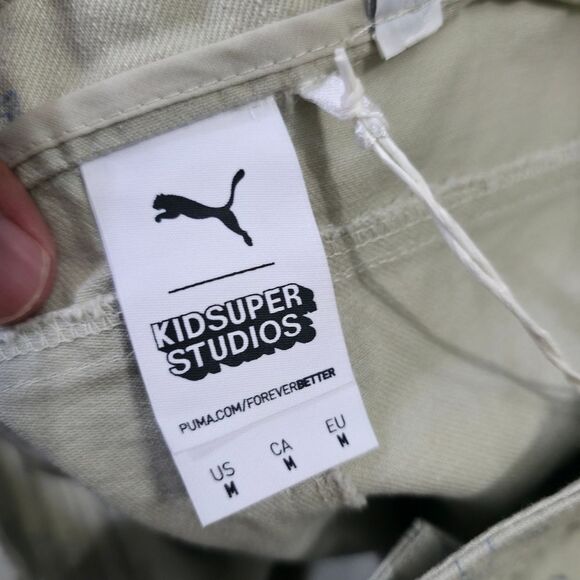 KIDSUPER
STUDIOS
PUMA.COM/FOREVERBETTER
US CA EU
M M M